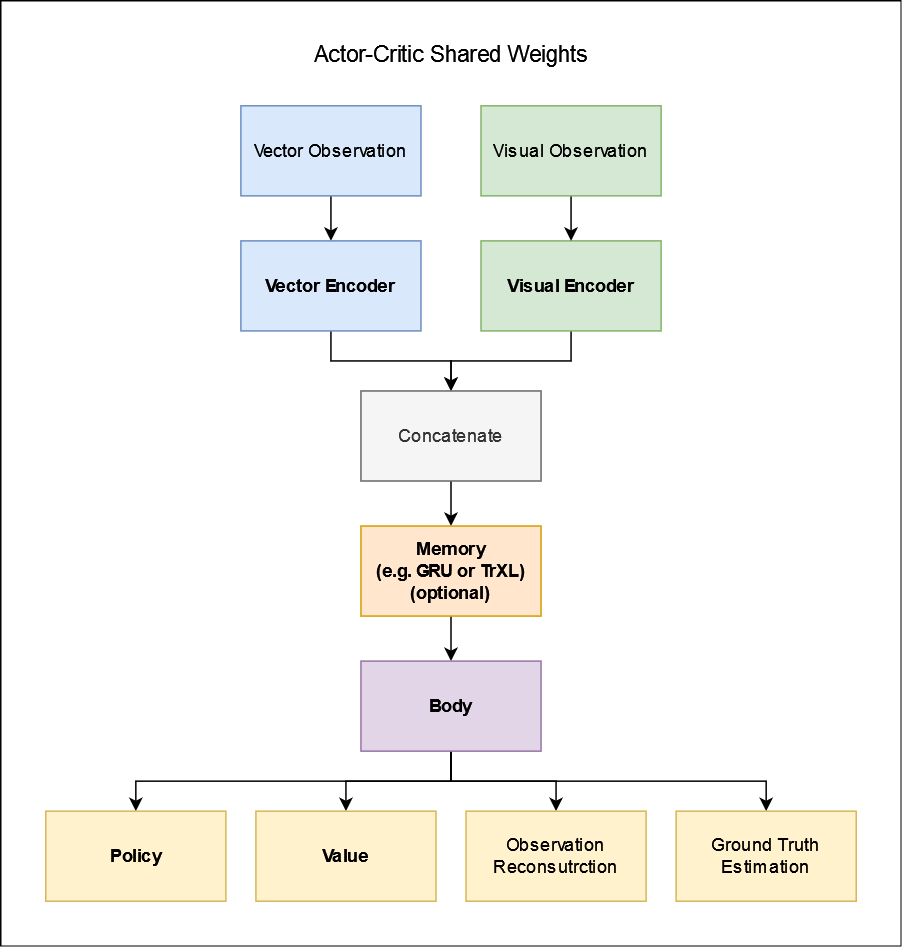 Actor-Critic Shared Weights
Vector Observation
Visual Observation
Vector Encoder
Visual Encoder
Concatenate
Memory
(e.g. GRU or TrXL)
(optional)
Body
Policy
Value
Observation
Reconsutrction
Ground Truth
Estimation